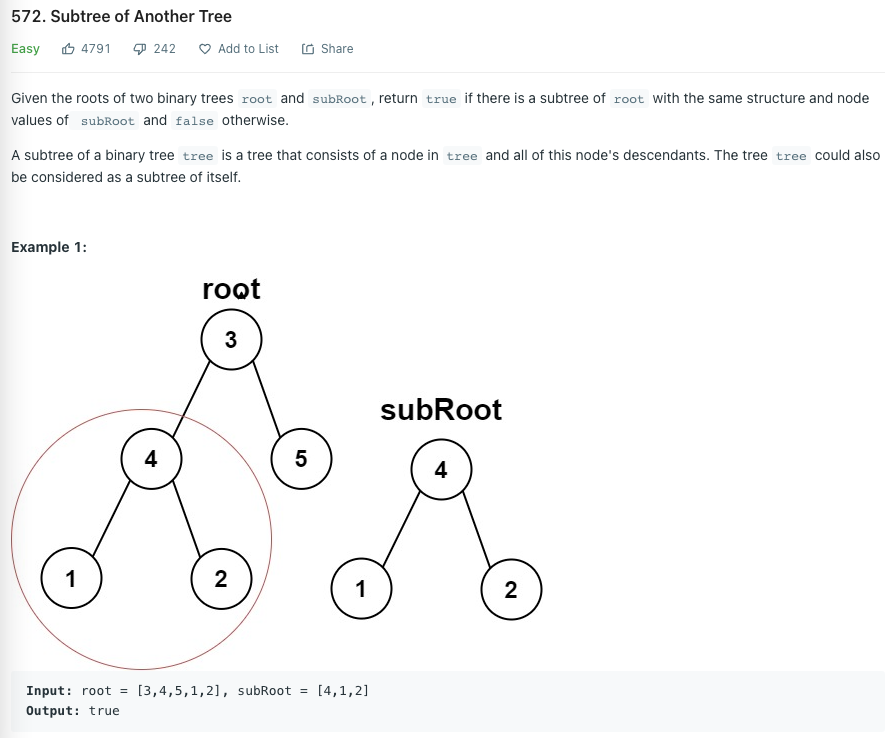 572. Subtree of Another Tree
Easy 4791 242 Add to List Share
Given the roots of two binary trees root and subRoot , return true if there is a subtree of root with the same structure and node
values of subRoot and false otherwise.
A subtree of a binary tree tree is a tree that consists of a node in tree and all of this node's descendants. The tree tree could also
be considered as a subtree of itself.
Example 1:
root
3
subRoot
4
5
4
1
2
1
2
Input: root = [3,4,5,1,2], subRoot = [4,1,2]
Output: true